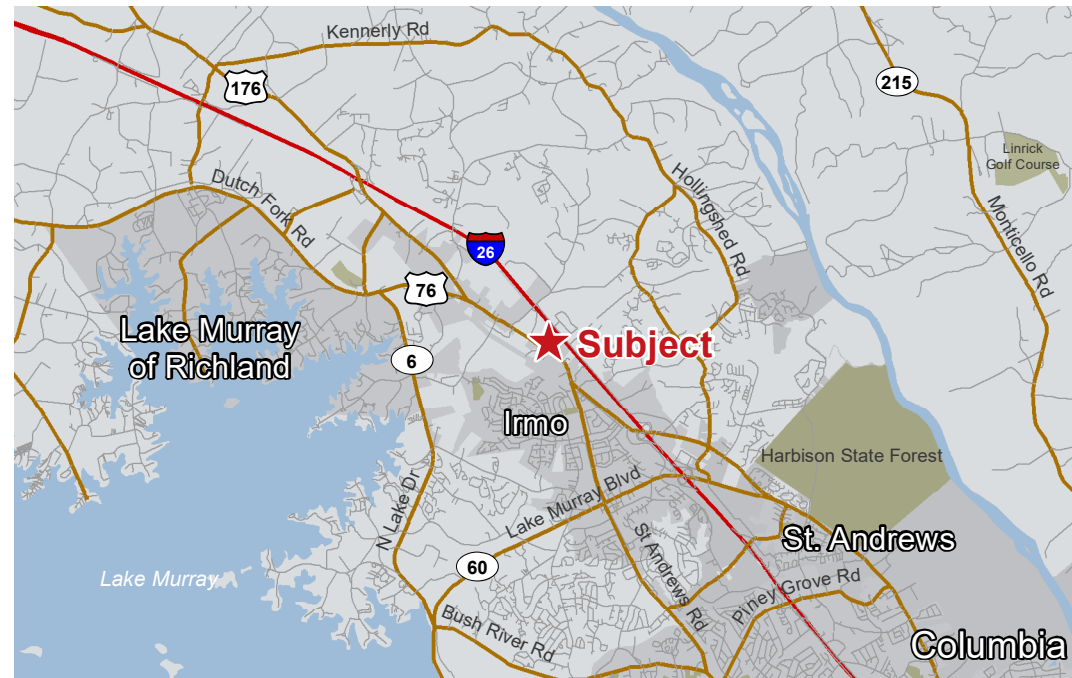 Kennerly Rd
176
215
Linrick
Golf Course
Hollingshed Rd
Dutch Fork Rd
Monticello Rd
26
76
Lake Murray
of Richland
Subject
6
Irmo
Harbison State Forest
N Lake Dr
Lake Murray Blvd
St Andrews Rd
St. Andrews
60
Lake Murray
Piney Grove Rd
Bush River Rd
Columbia